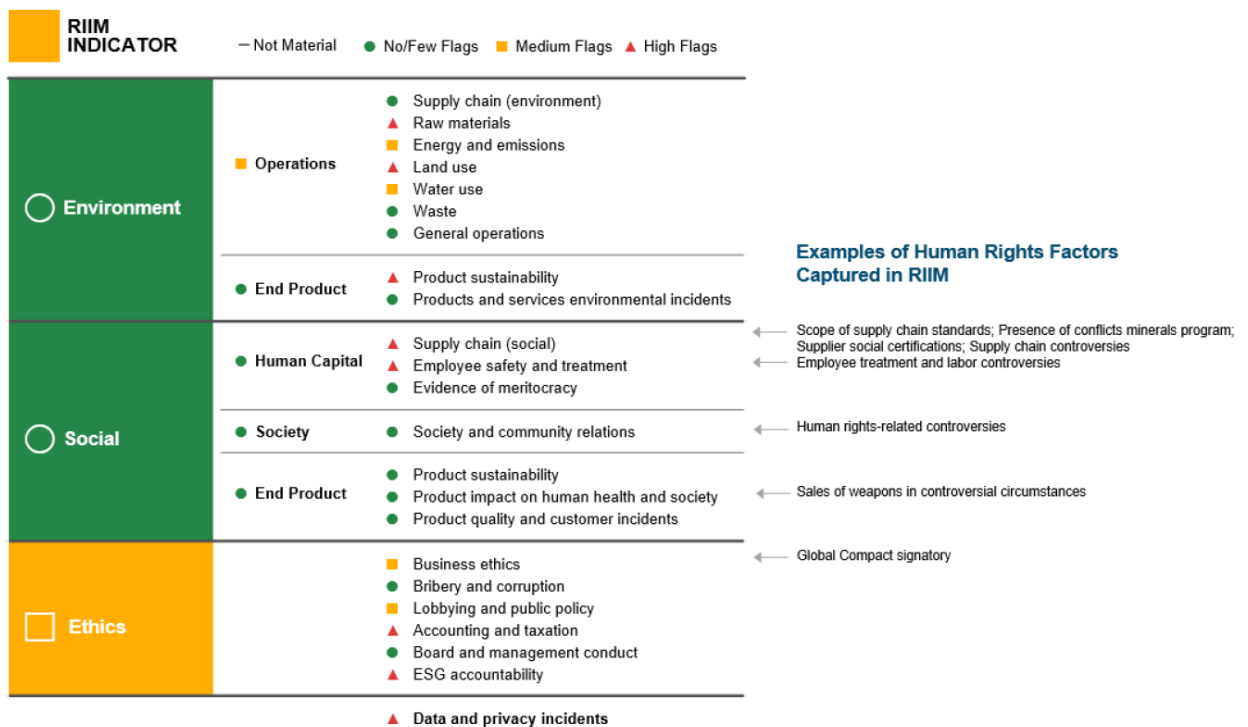 RIIM
INDICATOR
– Not Material
No/Few Flags
Medium Flags
High Flags
Environment
Operations
Supply chain (environment)
Raw materials
Energy and emissions
Land use
Water use
Waste
General operations
End Product
Product sustainability
Products and services environmental incidents
Examples of Human Rights Factors
Captured in RIIM
Social
Human Capital
Supply chain (social)
Employee safety and treatment
Evidence of meritocracy
Scope of supply chain standards; Presence of conflicts minerals program;
Supplier social certifications; Supply chain controversies
Employee treatment and labor controversies
Society
Society and community relations
Human rights-related controversies
End Product
Product sustainability
Product impact on human health and society
Product quality and customer incidents
Sales of weapons in controversial circumstances
Ethics
Business ethics
Bribery and corruption
Lobbying and public policy
Accounting and taxation
Board and management conduct
ESG accountability
Global Compact signatory
Data and privacy incidents